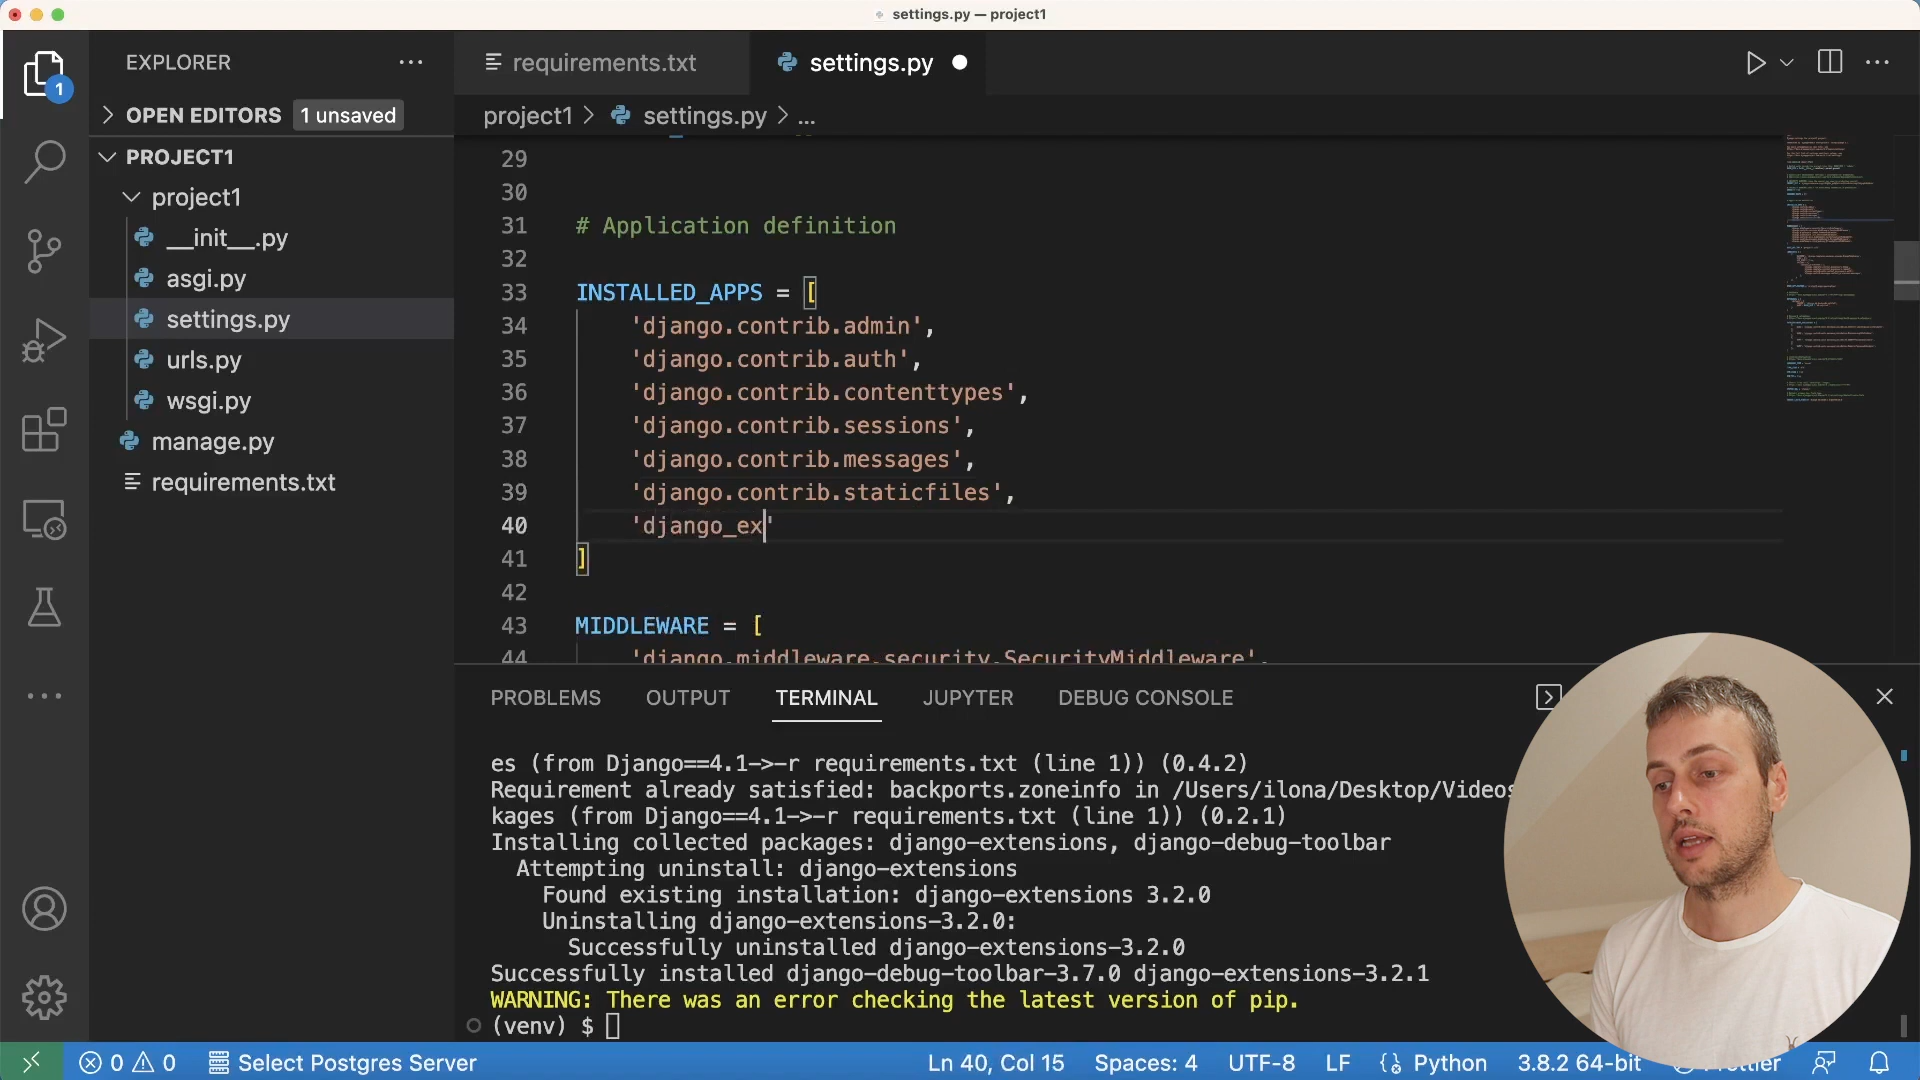 settings.py — project1
EXPLORER
requirements.txt
settings.py
1
OPEN EDITORS
1 unsaved
project1
settings.py
...
PROJECT1
project1
__init__.py
asgi.py
settings.py
urls.py
wsgi.py
manage.py
requirements.txt
29
30
31 # Application definition
32
33 INSTALLED_APPS = [
34 'django.contrib.admin',
35 'django.contrib.auth',
36 'django.contrib.contenttypes',
37 'django.contrib.sessions',
38 'django.contrib.messages',
39 'django.contrib.staticfiles',
40 'django_ex'
41 ]
42
43 MIDDLEWARE = [
44 'django.middleware.security.SecurityMiddleware',
PROBLEMS OUTPUT TERMINAL JUPYTER DEBUG CONSOLE
es (from Django==4.1->-r requirements.txt (line 1)) (0.4.2)
Requirement already satisfied: backports.zoneinfo in /Users/ilona/Desktop/Videos
kages (from Django==4.1->-r requirements.txt (line 1)) (0.2.1)
Installing collected packages: django-extensions, django-debug-toolbar
Attempting uninstall: django-extensions
Found existing installation: django-extensions 3.2.0
Uninstalling django-extensions-3.2.0:
Successfully uninstalled django-extensions-3.2.0
Successfully installed django-debug-toolbar-3.7.0 django-extensions-3.2.1
WARNING: There was an error checking the latest version of pip.
(venv) $
0 0 Select Postgres Server Ln 40, Col 15 Spaces: 4 UTF-8 LF {} Python 3.8.2 64-bit